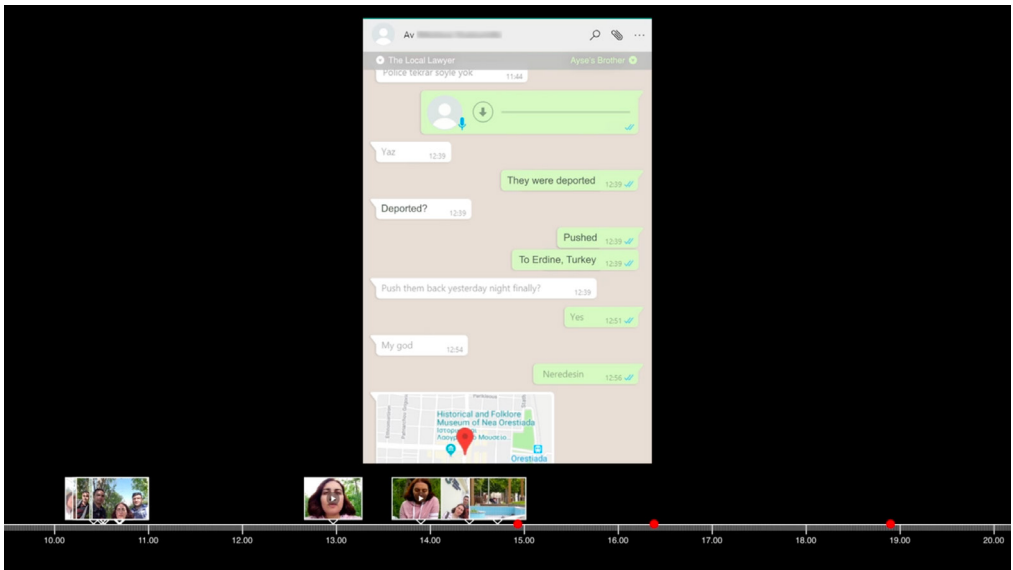 Av
The Local Lawyer
Ayse's Brother
Police tekrar söyle yok
11:44
Yaz
12:39
They were deported
12:39
Deported?
12:39
Pushed
12:39
To Erdine, Turkey
12:39
Push them back yesterday night finally?
12:39
Yes
12:51
My god
12:54
Neredesin
12:56
Historical and Folklore
Museum of Nea Orestiada
Orestiada
10.00 11.00 12.00 13.00 14.00 15.00 16.00 17.00 18.00 19.00 20.00